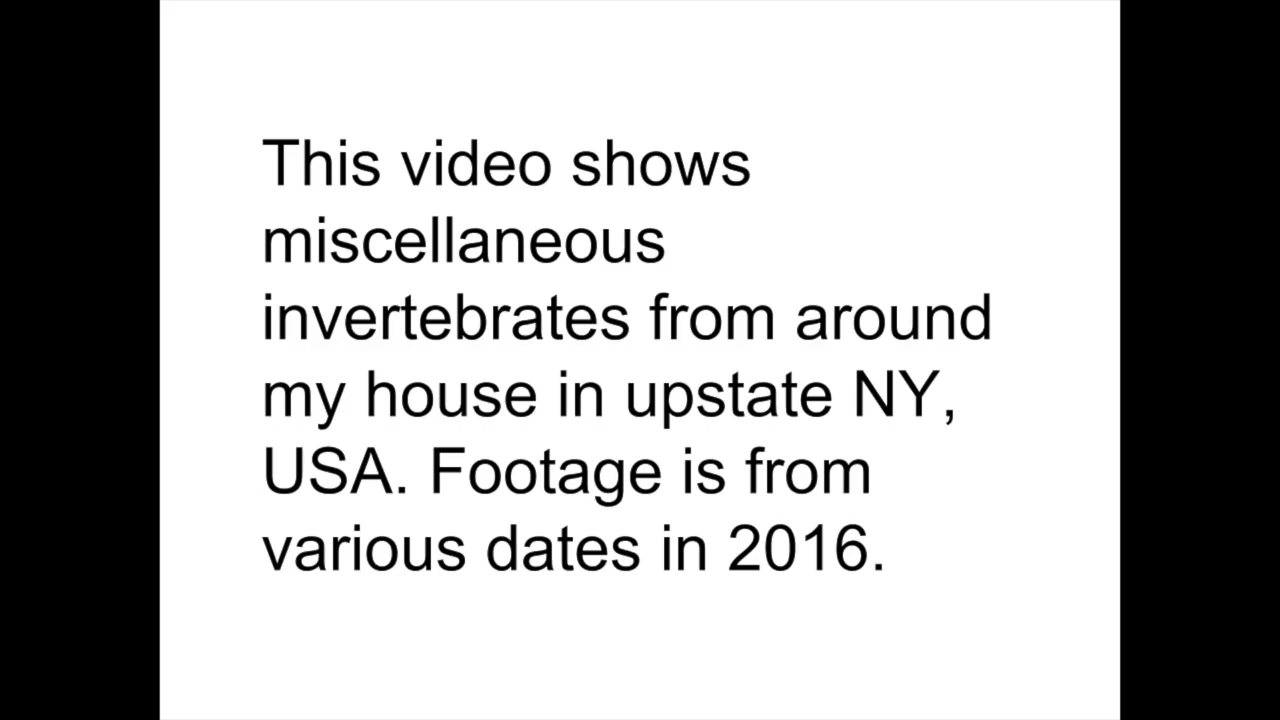 This video shows
miscellaneous
invertebrates from around
my house in upstate NY,
USA. Footage is from
various dates in 2016.